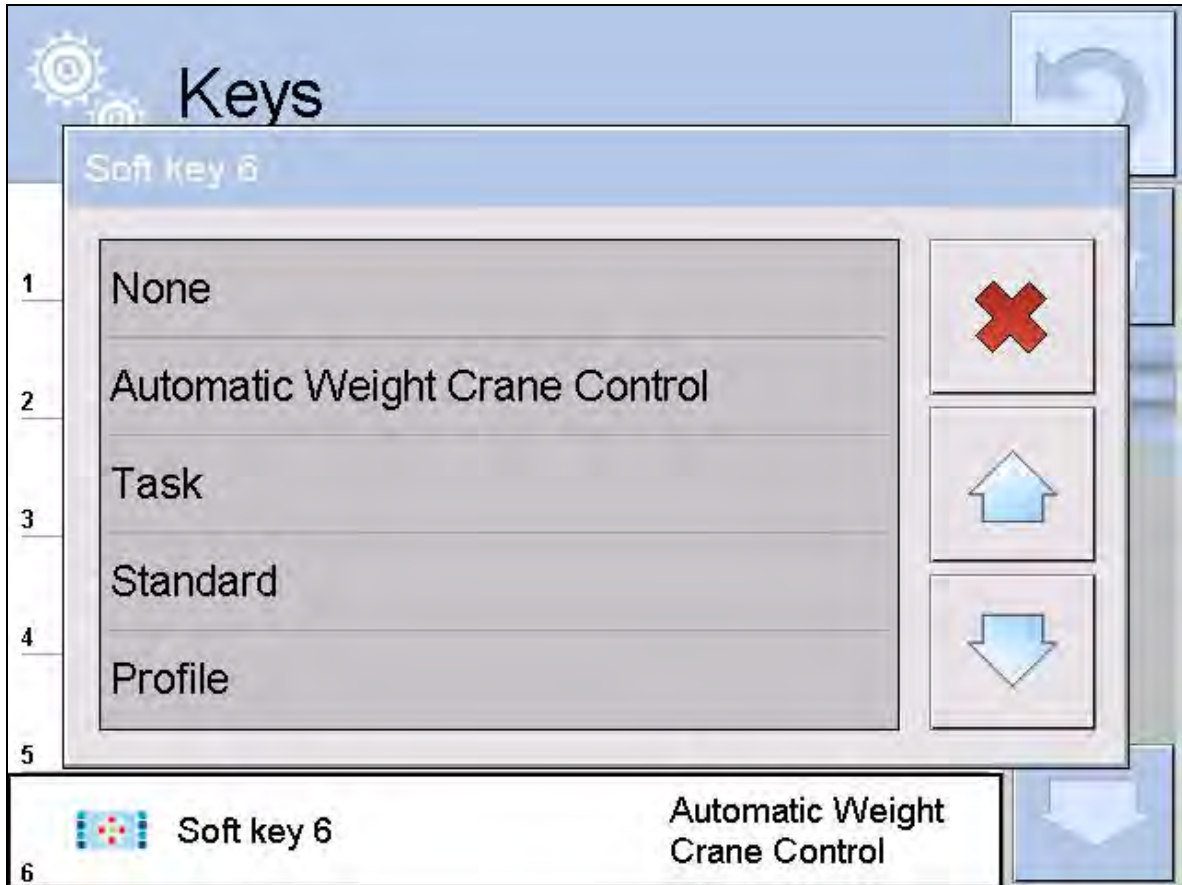 Keys
Soft key 6
1
None
2
Automatic Weight Crane Control
3
Task
4
Standard
5
Profile
6
Soft key 6
Automatic Weight
Crane Control